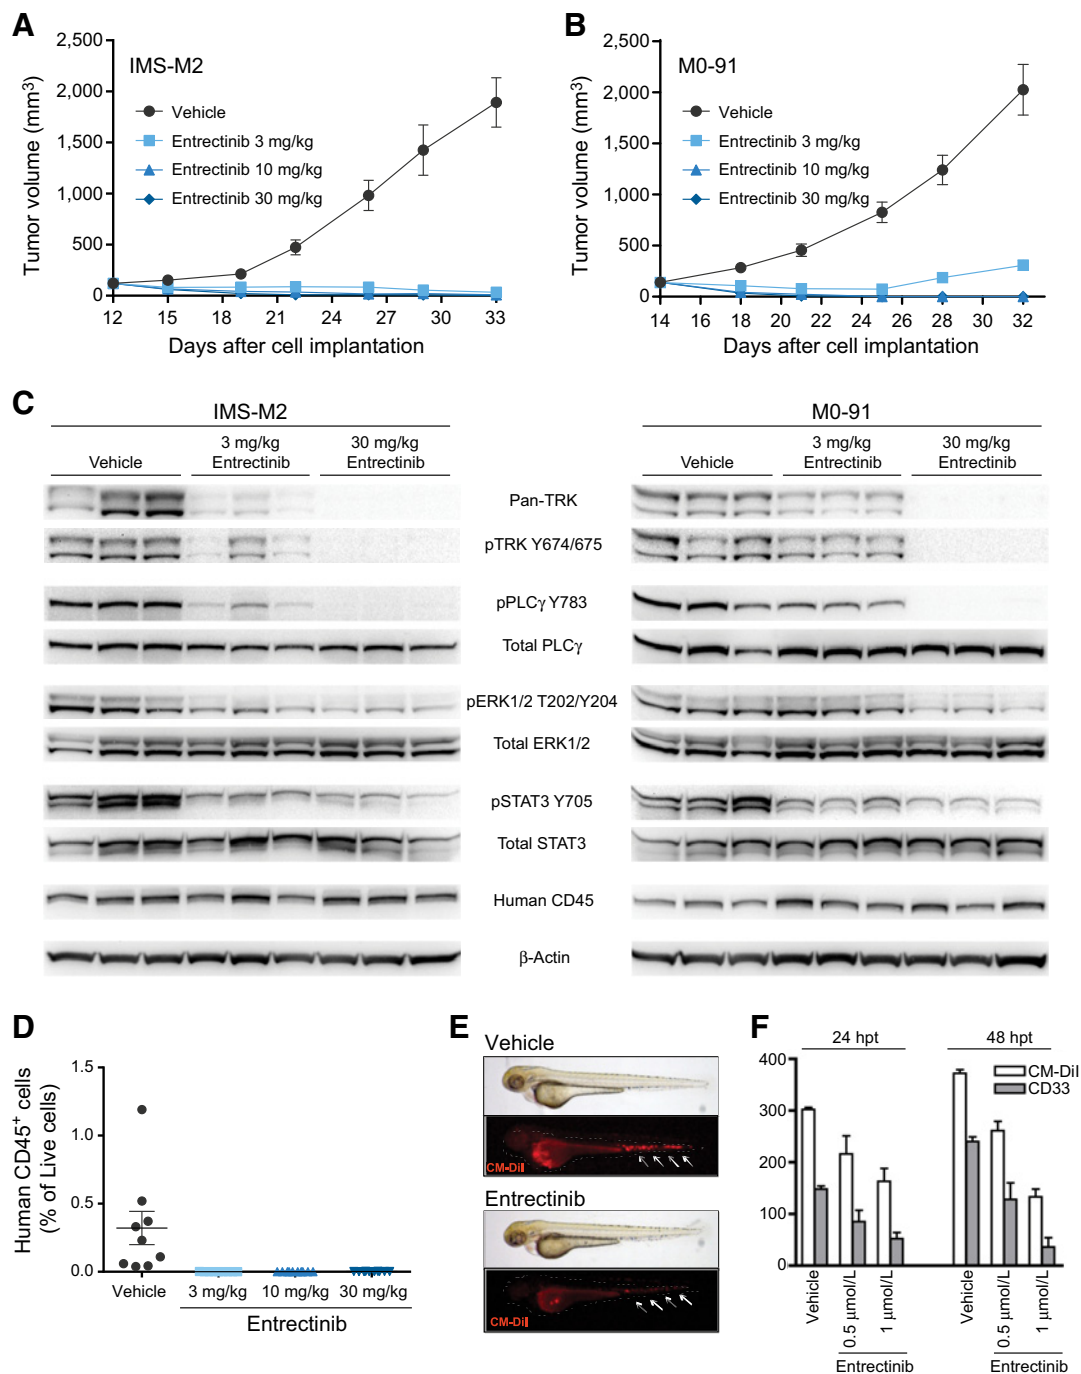 A
IMS-M2
Tumor volume (mm³)
2,500
2,000
1,500
1,000
500
0
Vehicle
Entrectinib 3 mg/kg
Entrectinib 10 mg/kg
Entrectinib 30 mg/kg
12 15 18 21 24 27 30 33
Days after cell implantation
B
M0-91
Tumor volume (mm³)
2,500
2,000
1,500
1,000
500
0
Vehicle
Entrectinib 3 mg/kg
Entrectinib 10 mg/kg
Entrectinib 30 mg/kg
14 16 18 20 22 24 26 28 30 32
Days after cell implantation
C
IMS-M2
Vehicle
3 mg/kg
Entrectinib
30 mg/kg
Entrectinib
M0-91
Vehicle
3 mg/kg
Entrectinib
30 mg/kg
Entrectinib
Pan-TRK
pTRK Y674/675
pPLCγ Y783
Total PLCγ
pERK1/2 T202/Y204
Total ERK1/2
pSTAT3 Y705
Total STAT3
Human CD45
β-Actin
D
Human CD45⁺ cells
(% of Live cells)
1.5
1.0
0.5
0.0
Vehicle 3 mg/kg 10 mg/kg 30 mg/kg
Entrectinib
E
Vehicle
CM-DiI
Entrectinib
CM-DiI
F
24 hpt
48 hpt
CM-DiI
CD33
400
300
200
100
0
Vehicle
0.5 µmol/L
1 µmol/L
Entrectinib
Vehicle
0.5 µmol/L
1 µmol/L
Entrectinib